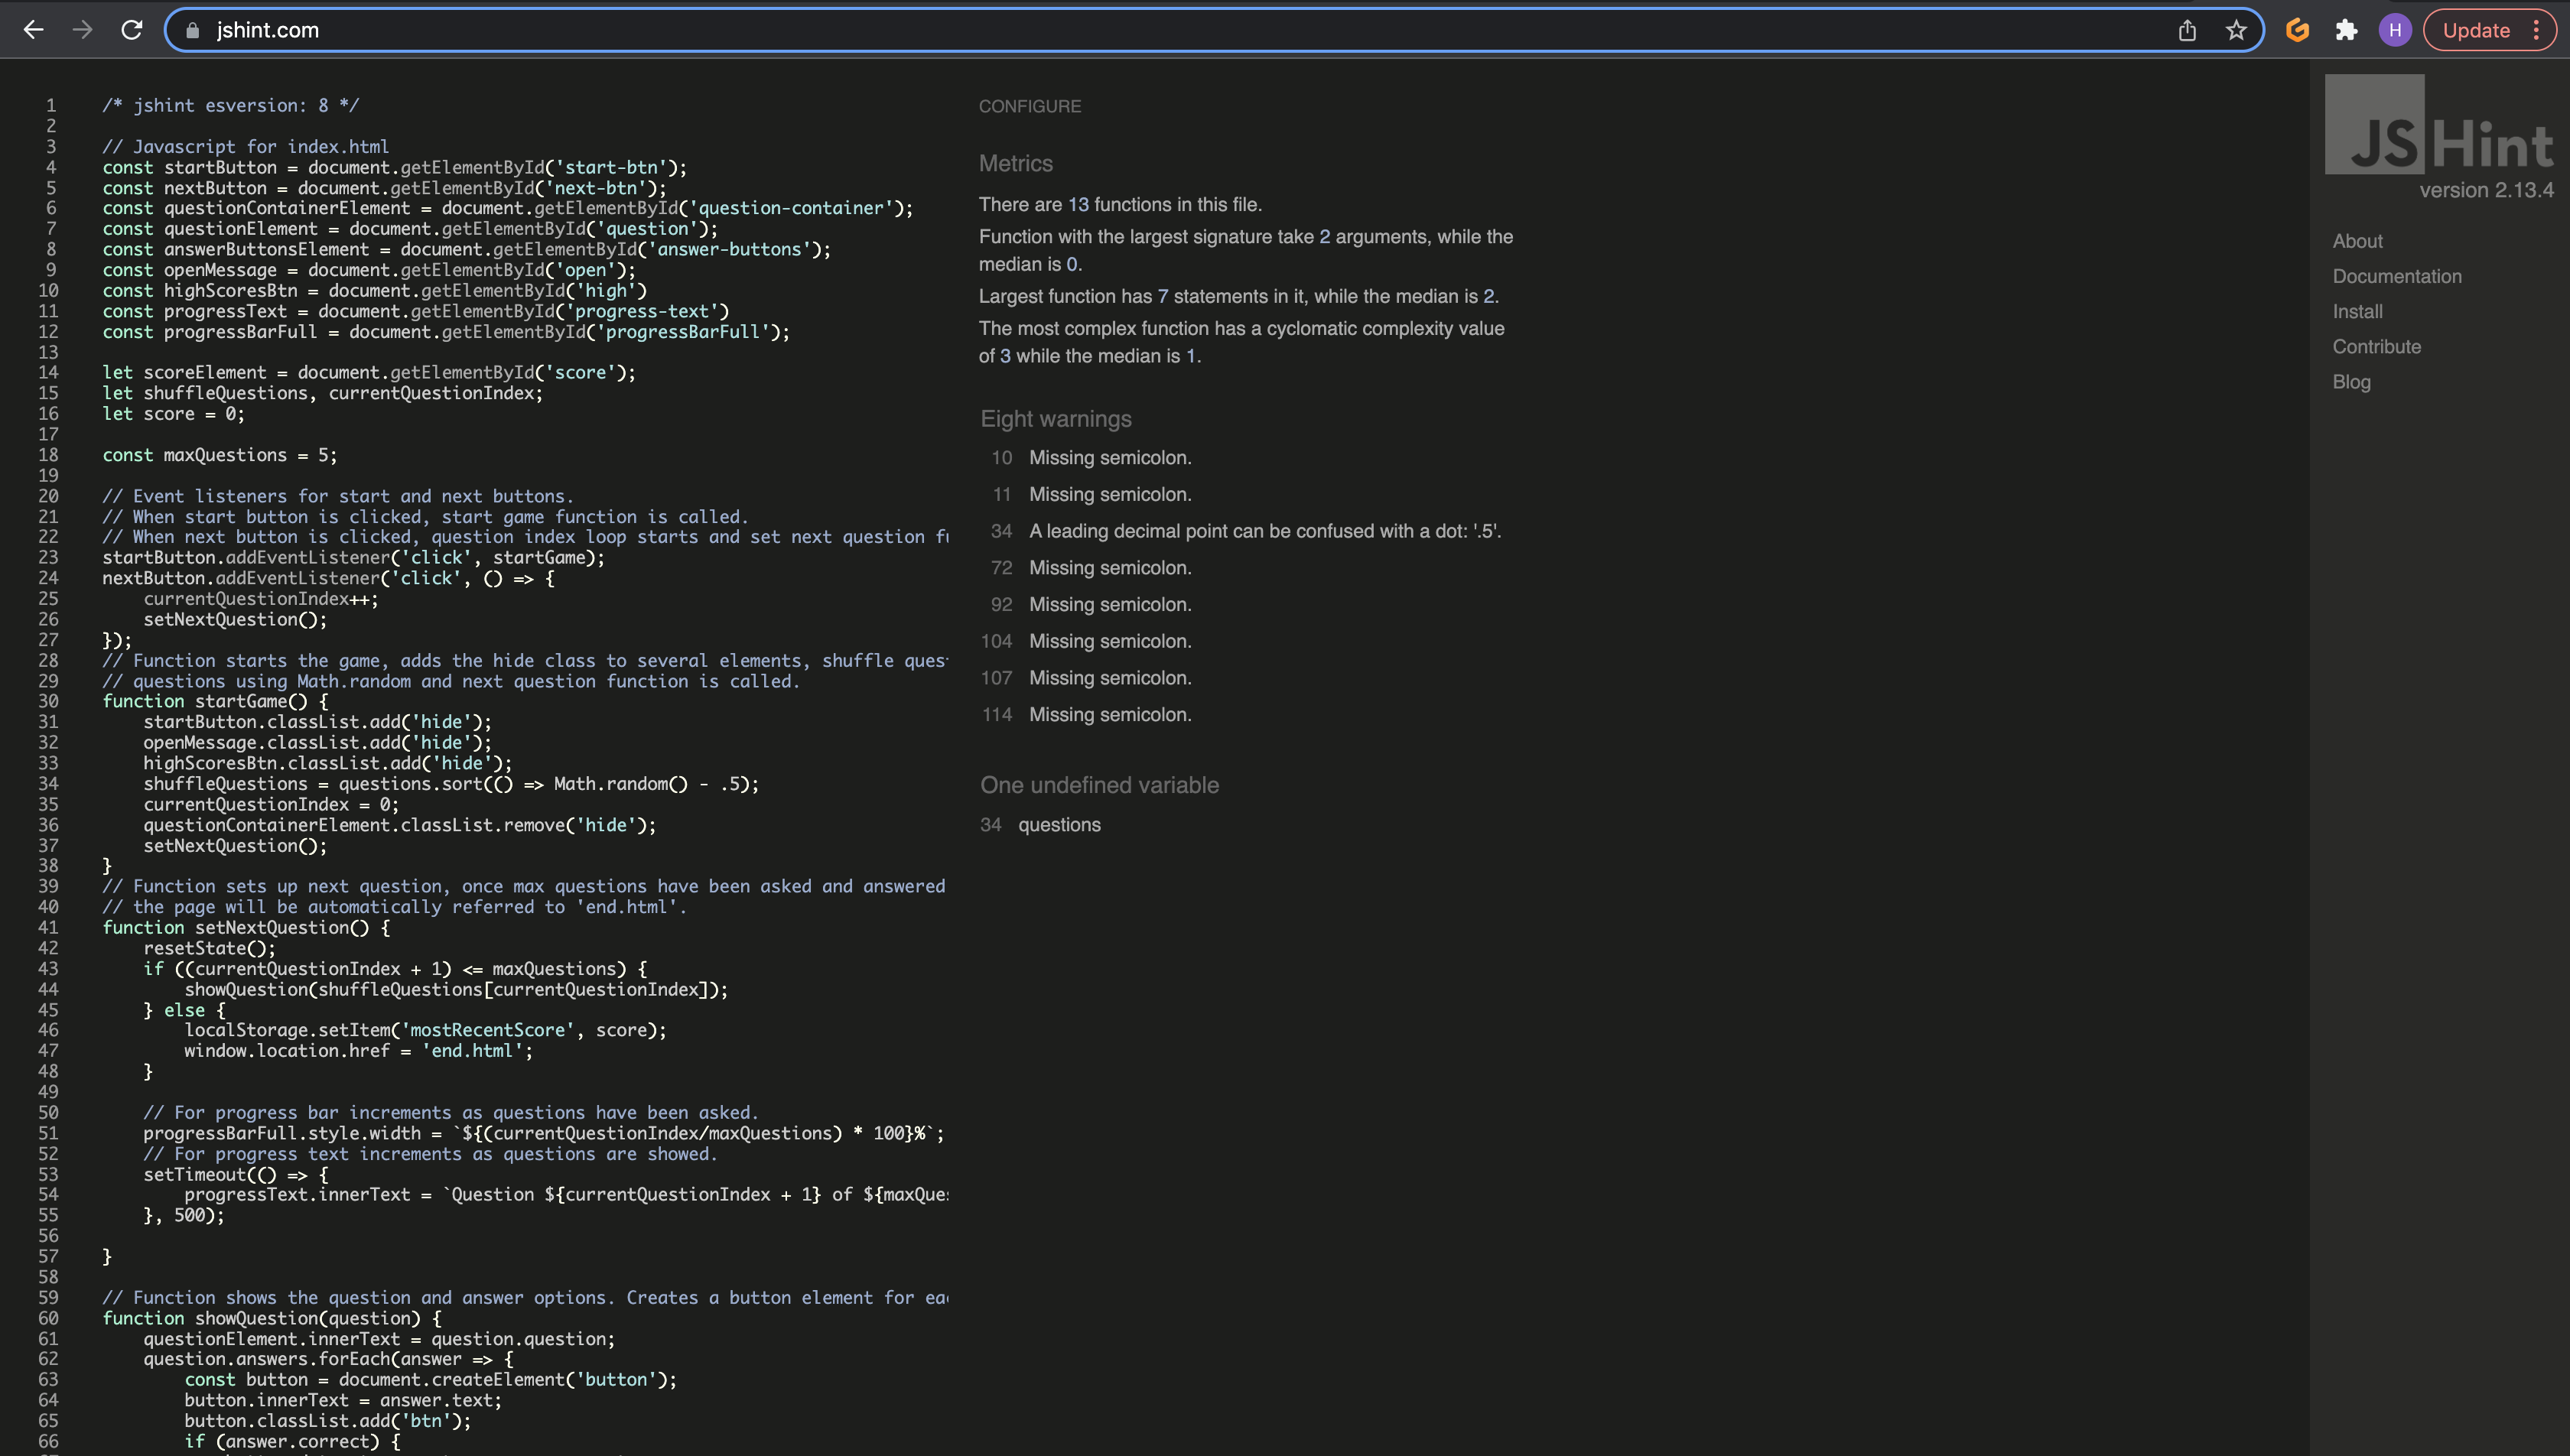 jshint.com
H
Update
1 /* jshint esversion: 8 */
2
3 // Javascript for index.html
4 const startButton = document.getElementById('start-btn');
5 const nextButton = document.getElementById('next-btn');
6 const questionContainerElement = document.getElementById('question-container');
7 const questionElement = document.getElementById('question');
8 const answerButtonsElement = document.getElementById('answer-buttons');
9 const openMessage = document.getElementById('open');
10 const highScoresBtn = document.getElementById('high')
11 const progressText = document.getElementById('progress-text')
12 const progressBarFull = document.getElementById('progressBarFull');
13
14 let scoreElement = document.getElementById('score');
15 let shuffleQuestions, currentQuestionIndex;
16 let score = 0;
17
18 const maxQuestions = 5;
19
20 // Event listeners for start and next buttons.
21 // When start button is clicked, start game function is called.
22 // When next button is clicked, question index loop starts and set next question
23 startButton.addEventListener('click', startGame);
24 nextButton.addEventListener('click', () => {
25 currentQuestionIndex++;
26 setNextQuestion();
27 });
28 // Function starts the game, adds the hide class to several elements, shuffle
29 // questions using Math.random and next question function is called.
30 function startGame() {
31 startButton.classList.add('hide');
32 openMessage.classList.add('hide');
33 highScoresBtn.classList.add('hide');
34 shuffleQuestions = questions.sort(() => Math.random() - .5);
35 currentQuestionIndex = 0;
36 questionContainerElement.classList.remove('hide');
37 setNextQuestion();
38 }
39 // Function sets up next question, once max questions have been asked and answered
40 // the page will be automatically referred to 'end.html'.
41 function setNextQuestion() {
42 resetState();
43 if ((currentQuestionIndex + 1) <= maxQuestions) {
44 showQuestion(shuffleQuestions[currentQuestionIndex]);
45 } else {
46 localStorage.setItem('mostRecentScore', score);
47 window.location.href = 'end.html';
48 }
49
50 // For progress bar increments as questions have been asked.
51 progressBarFull.style.width = `${(currentQuestionIndex/maxQuestions) * 100}%`;
52 // For progress text increments as questions are showed.
53 setTimeout(() => {
54 progressText.innerText = `Question ${currentQuestionIndex + 1} of ${maxQue
55 }, 500);
56
57 }
58
59 // Function shows the question and answer options. Creates a button element for
60 function showQuestion(question) {
61 questionElement.innerText = question.question;
62 question.answers.forEach(answer => {
63 const button = document.createElement('button');
64 button.innerText = answer.text;
65 button.classList.add('btn');
66 if (answer.correct) {
CONFIGURE
Metrics
There are 13 functions in this file.
Function with the largest signature take 2 arguments, while the
median is 0.
Largest function has 7 statements in it, while the median is 2.
The most complex function has a cyclomatic complexity value
of 3 while the median is 1.
Eight warnings
10 Missing semicolon.
11 Missing semicolon.
34 A leading decimal point can be confused with a dot: '.5'.
72 Missing semicolon.
92 Missing semicolon.
104 Missing semicolon.
107 Missing semicolon.
114 Missing semicolon.
One undefined variable
34 questions
JSHint
version 2.13.4
About
Documentation
Install
Contribute
Blog